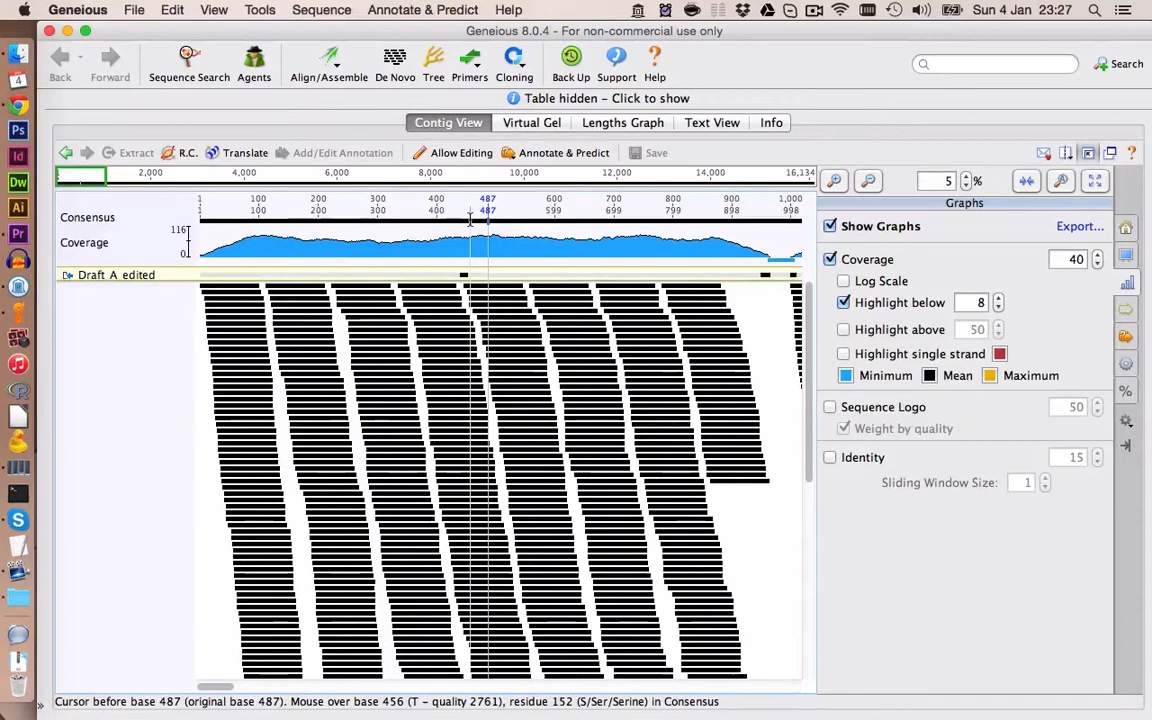 Geneious File Edit View Tools Sequence Annotate & Predict Help Sun 4 Jan 23:27
Geneious 8.0.4 - For non-commercial use only
Back Forward Sequence Search Agents Align/Assemble De Novo Tree Primers Cloning Back Up Support Help Search
Table hidden - Click to show
Contig View Virtual Gel Lengths Graph Text View Info
Extract R.C. Translate Add/Edit Annotation Allow Editing Annotate & Predict Save
1 2,000 4,000 6,000 8,000 10,000 12,000 14,000 16,134
5 %
Graphs
487
1 100 200 300 400 487 600 700 800 900 1,000
1 100 200 300 400 487 599 699 799 898 998
Consensus
Coverage 116
0
Draft A edited
Show Graphs Export...
Coverage 40
Log Scale
Highlight below 8
Highlight above 50
Highlight single strand
Minimum Mean Maximum
Sequence Logo 50
Weight by quality
Identity 15
Sliding Window Size: 1
Cursor before base 487 (original base 487). Mouse over base 456 (T - quality 2761), residue 152 (S/Ser/Serine) in Consensus